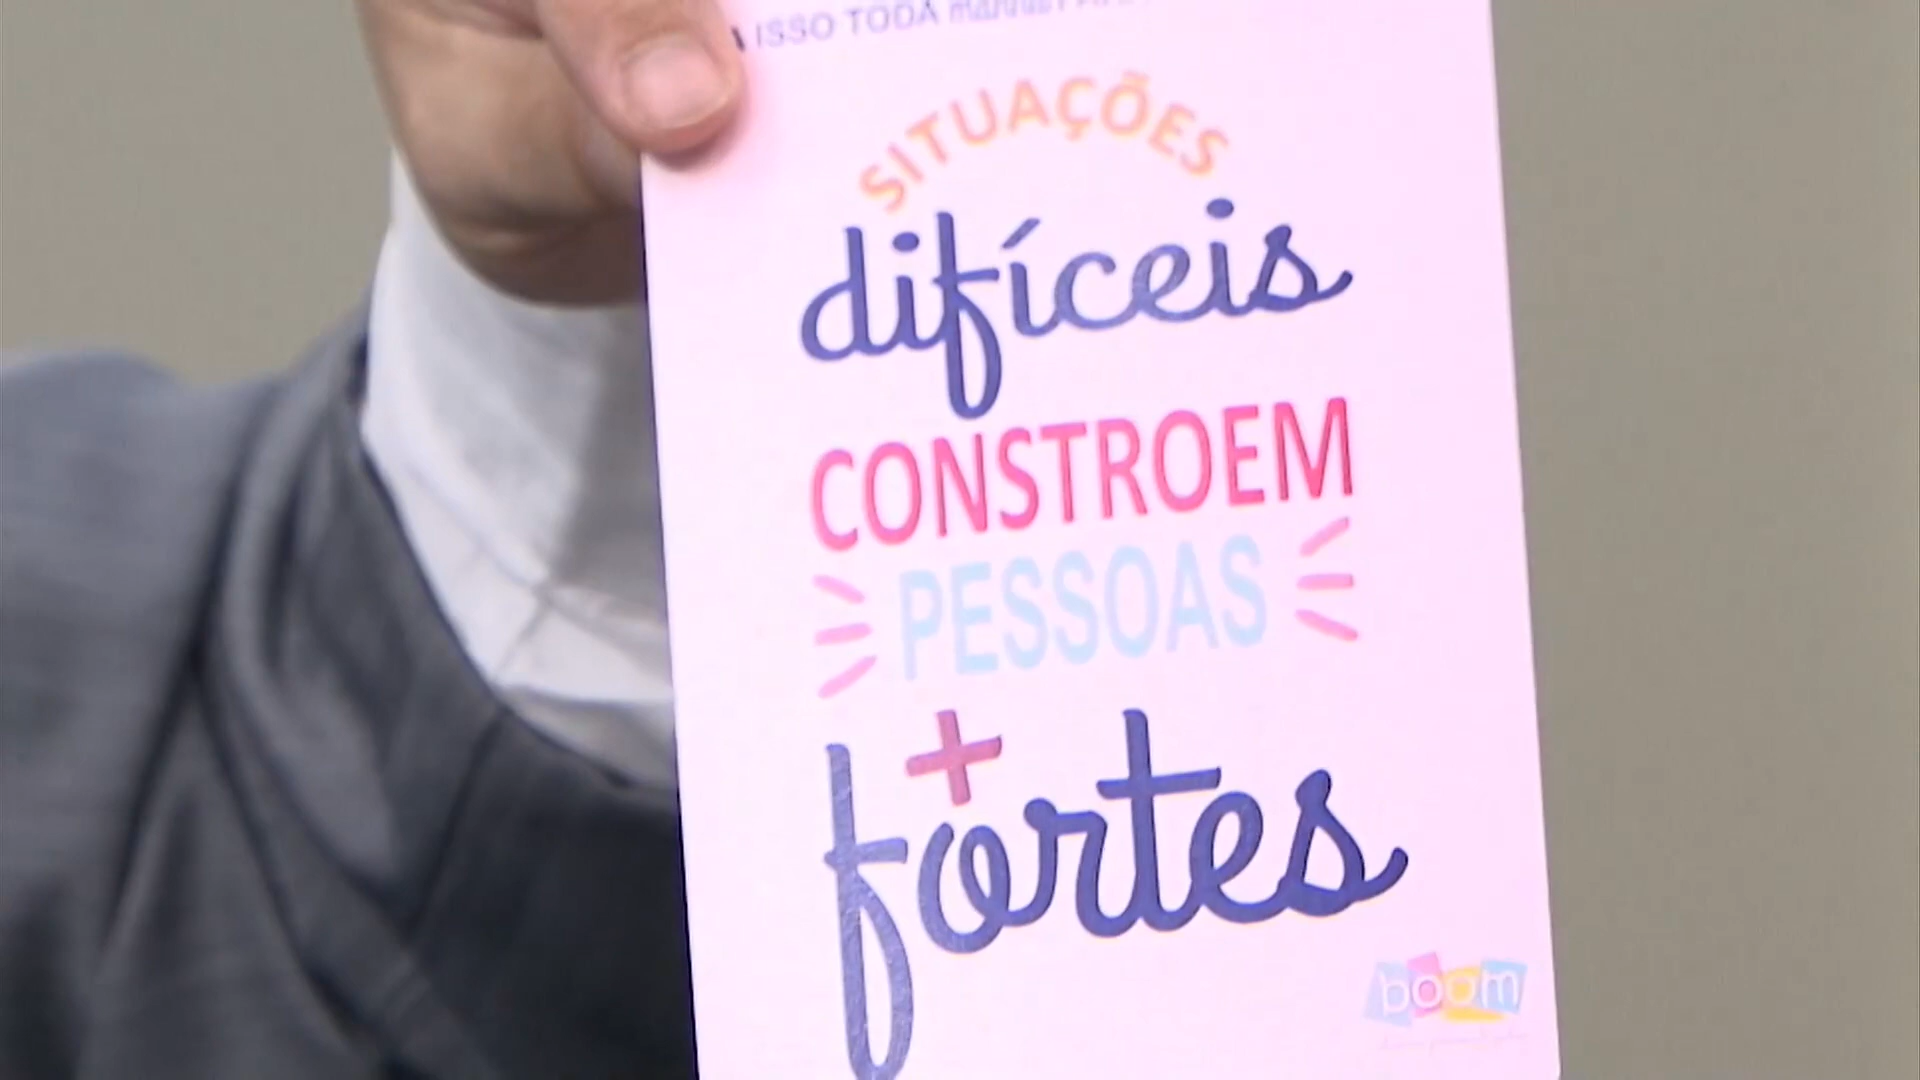 ISSO TODA
SITUAÇÕES
difíceis
CONSTROEM
PESSOAS
+
fortes
boom